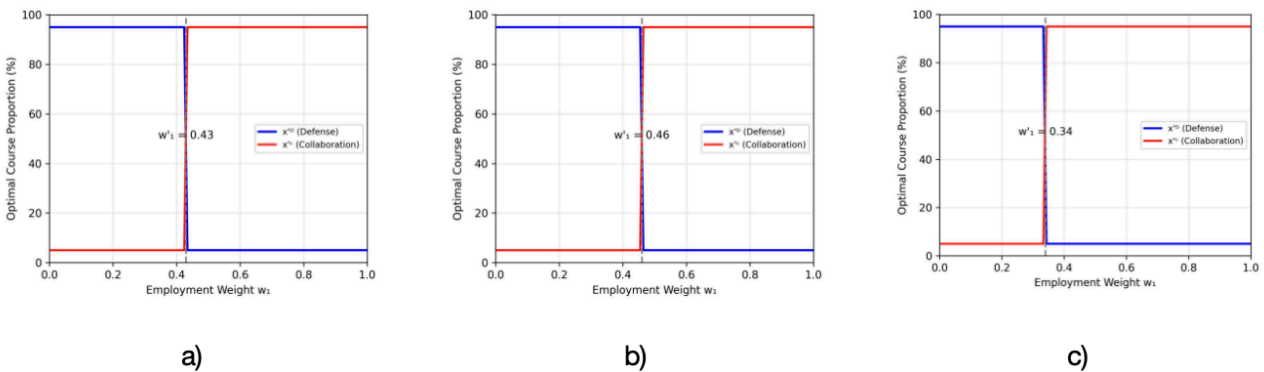 100
80
60
40
20
0
Optimal Course Proportion (%)
w'₁ = 0.43
x*ᴰ (Defense)
x*ᶜ (Collaboration)
0.0 0.2 0.4 0.6 0.8 1.0
Employment Weight w₁
a)
100
80
60
40
20
0
Optimal Course Proportion (%)
w'₁ = 0.46
x*ᴰ (Defense)
x*ᶜ (Collaboration)
0.0 0.2 0.4 0.6 0.8 1.0
Employment Weight w₁
b)
100
80
60
40
20
0
Optimal Course Proportion (%)
w'₁ = 0.34
x*ᴰ (Defense)
x*ᶜ (Collaboration)
0.0 0.2 0.4 0.6 0.8 1.0
Employment Weight w₁
c)